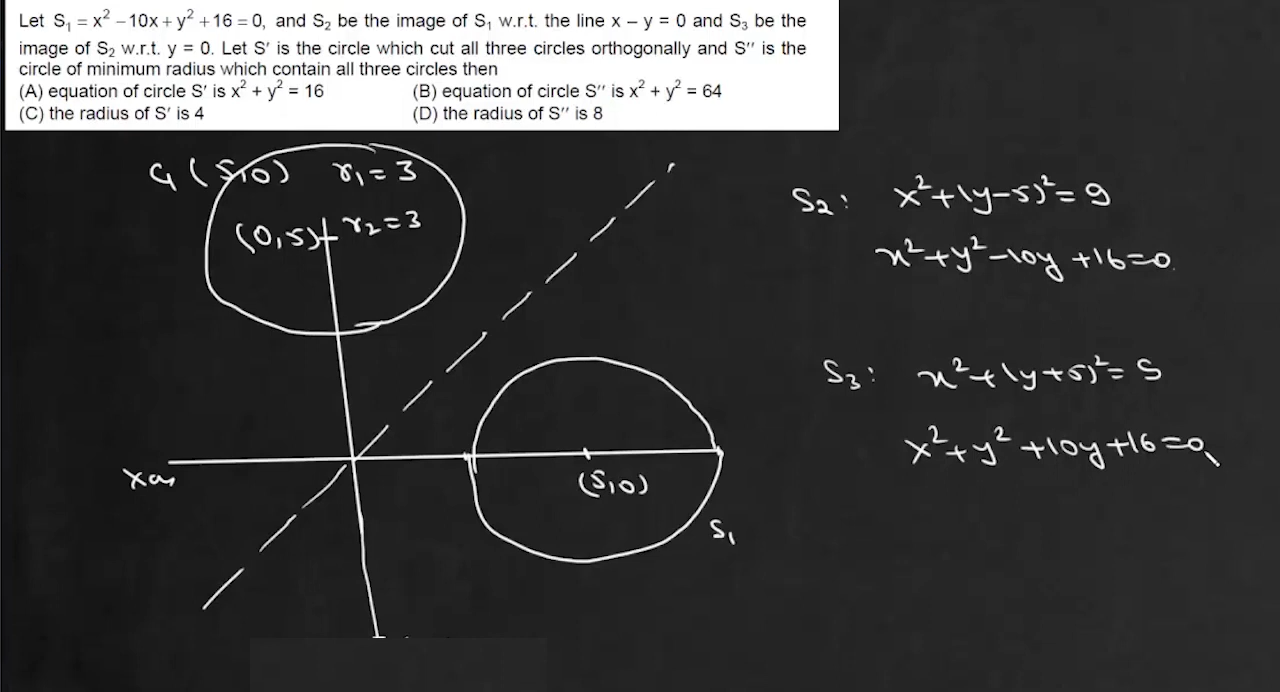 Let S₁ = x² – 10x + y² + 16 = 0, and S₂ be the image of S₁ w.r.t. the line x – y = 0 and S₃ be the
image of S₂ w.r.t. y = 0. Let S′ is the circle which cut all three circles orthogonally and S″ is the
circle of minimum radius which contain all three circles then
(A) equation of circle S′ is x² + y² = 16 (B) equation of circle S″ is x² + y² = 64
(C) the radius of S′ is 4 (D) the radius of S″ is 8
C₁ (5,0) r₁ = 3
(0,5) r₂ = 3
S₂: x² + (y–5)² = 9
x² + y² – 10y + 16 = 0
S₃: x² + (y+5)² = 9
x² + y² + 10y + 16 = 0
(5,0)
S₁